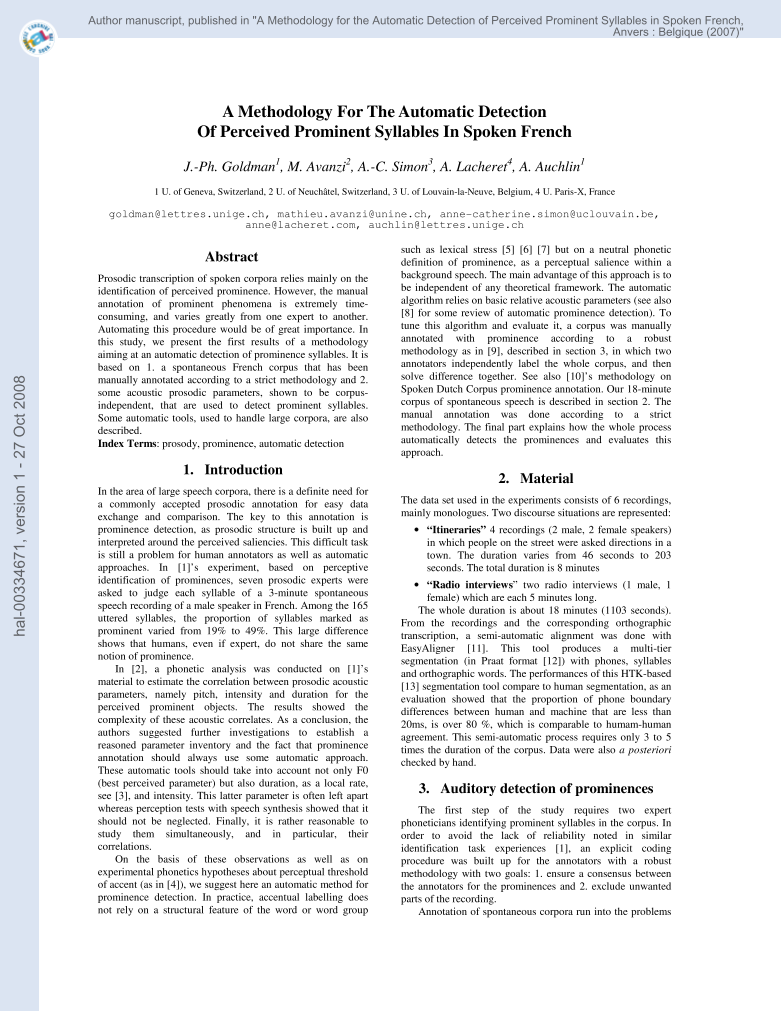 Author manuscript, published in "A Methodology for the Automatic Detection of Perceived Prominent Syllables in Spoken French,
Anvers : Belgique (2007)"
hal-00334671, version 1 - 27 Oct 2008
A Methodology For The Automatic Detection
Of Perceived Prominent Syllables In Spoken French
J.-Ph. Goldman1, M. Avanzi2, A.-C. Simon3, A. Lacheret4, A. Auchlin1
1 U. of Geneva, Switzerland, 2 U. of Neuchâtel, Switzerland, 3 U. of Louvain-la-Neuve, Belgium, 4 U. Paris-X, France
goldman@lettres.unige.ch, mathieu.avanzi@unine.ch, anne-catherine.simon@uclouvain.be,
anne@lacheret.com, auchlin@lettres.unige.ch
Abstract
Prosodic transcription of spoken corpora relies mainly on the
identification of perceived prominence. However, the manual
annotation of prominent phenomena is extremely time-
consuming, and varies greatly from one expert to another.
Automating this procedure would be of great importance. In
this study, we present the first results of a methodology
aiming at an automatic detection of prominence syllables. It is
based on 1. a spontaneous French corpus that has been
manually annotated according to a strict methodology and 2.
some acoustic prosodic parameters, shown to be corpus-
independent, that are used to detect prominent syllables.
Some automatic tools, used to handle large corpora, are also
described.
Index Terms: prosody, prominence, automatic detection
1. Introduction
In the area of large speech corpora, there is a definite need for
a commonly accepted prosodic annotation for easy data
exchange and comparison. The key to this annotation is
prominence detection, as prosodic structure is built up and
interpreted around the perceived saliencies. This difficult task
is still a problem for human annotators as well as automatic
approaches. In [1]'s experiment, based on perceptive
identification of prominences, seven prosodic experts were
asked to judge each syllable of a 3-minute spontaneous
speech recording of a male speaker in French. Among the 165
uttered syllables, the proportion of syllables marked as
prominent varied from 19% to 49%. This large difference
shows that humans, even if expert, do not share the same
notion of prominence.
In [2], a phonetic analysis was conducted on [1]'s
material to estimate the correlation between prosodic acoustic
parameters, namely pitch, intensity and duration for the
perceived prominent objects. The results showed the
complexity of these acoustic correlates. As a conclusion, the
authors suggested further investigations to establish a
reasoned parameter inventory and the fact that prominence
annotation should always use some automatic approach.
These automatic tools should take into account not only F0
(best perceived parameter) but also duration, as a local rate,
see [3], and intensity. This latter parameter is often left apart
whereas perception tests with speech synthesis showed that it
should not be neglected. Finally, it is rather reasonable to
study them simultaneously, and in particular, their
correlations.
On the basis of these observations as well as on
experimental phonetics hypotheses about perceptual threshold
of accent (as in [4]), we suggest here an automatic method for
prominence detection. In practice, accentual labelling does
not rely on a structural feature of the word or word group
such as lexical stress [5] [6] [7] but on a neutral phonetic
definition of prominence, as a perceptual salience within a
background speech. The main advantage of this approach is to
be independent of any theoretical framework. The automatic
algorithm relies on basic relative acoustic parameters (see also
[8] for some review of automatic prominence detection). To
tune this algorithm and evaluate it, a corpus was manually
annotated with prominence according to a robust
methodology as in [9], described in section 3, in which two
annotators independently label the whole corpus, and then
solve difference together. See also [10]'s methodology on
Spoken Dutch Corpus prominence annotation. Our 18-minute
corpus of spontaneous speech is described in section 2. The
manual annotation was done according to a strict
methodology. The final part explains how the whole process
automatically detects the prominences and evaluates this
approach.
2. Material
The data set used in the experiments consists of 6 recordings,
mainly monologues. Two discourse situations are represented:
• "Itineraries" 4 recordings (2 male, 2 female speakers)
in which people on the street were asked directions in a
town. The duration varies from 46 seconds to 203
seconds. The total duration is 8 minutes
• "Radio interviews" two radio interviews (1 male, 1
female) which are each 5 minutes long.
The whole duration is about 18 minutes (1103 seconds).
From the recordings and the corresponding orthographic
transcription, a semi-automatic alignment was done with
EasyAligner [11]. This tool produces a multi-tier
segmentation (in Praat format [12]) with phones, syllables
and orthographic words. The performances of this HTK-based
[13] segmentation tool compare to human segmentation, as an
evaluation showed that the proportion of phone boundary
differences between human and machine that are less than
20ms, is over 80 %, which is comparable to humam-human
agreement. This semi-automatic process requires only 3 to 5
times the duration of the corpus. Data were also a posteriori
checked by hand.
3. Auditory detection of prominences
The first step of the study requires two expert
phoneticians identifying prominent syllables in the corpus. In
order to avoid the lack of reliability noted in similar
identification task experiences [1], an explicit coding
procedure was built up for the annotators with a robust
methodology with two goals: 1. ensure a consensus between
the annotators for the prominences and 2. exclude unwanted
parts of the recording.
Annotation of spontaneous corpora run into the problems